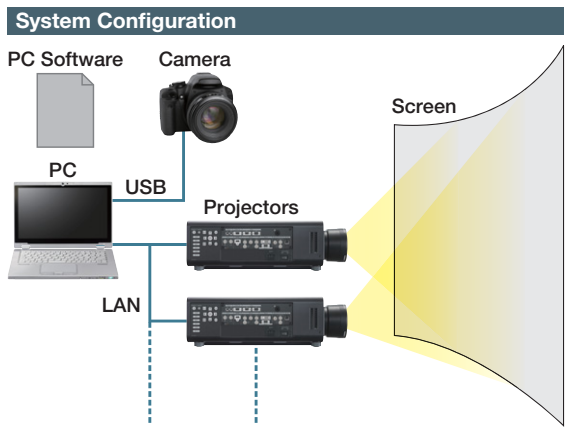 System Configuration
PC Software
Camera
Screen
PC
USB
Projectors
LAN